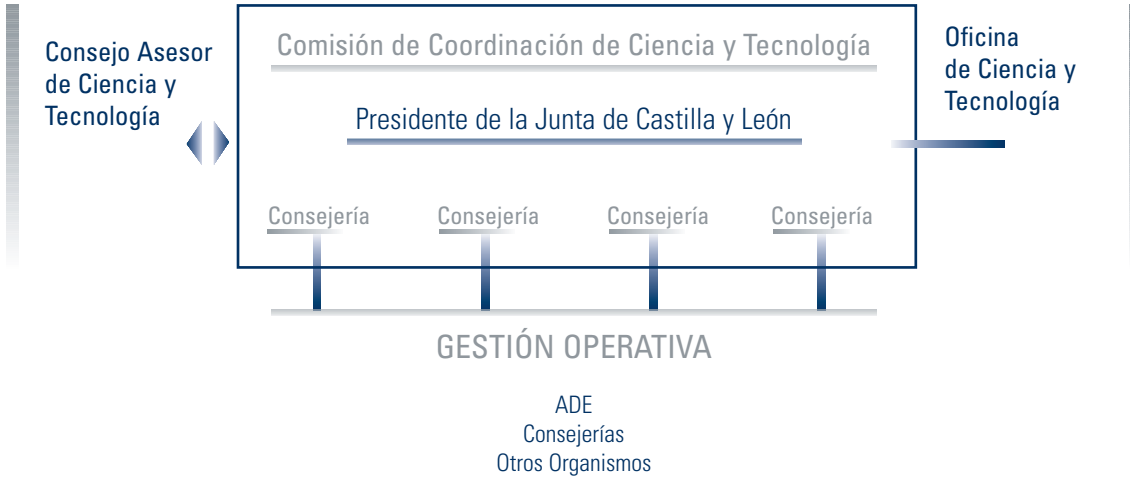 Consejo Asesor
de Ciencia y
Tecnología
Comisión de Coordinación de Ciencia y Tecnología
Presidente de la Junta de Castilla y León
Oficina
de Ciencia y
Tecnología
Consejería
Consejería
Consejería
Consejería
GESTIÓN OPERATIVA
ADE
Consejerías
Otros Organismos